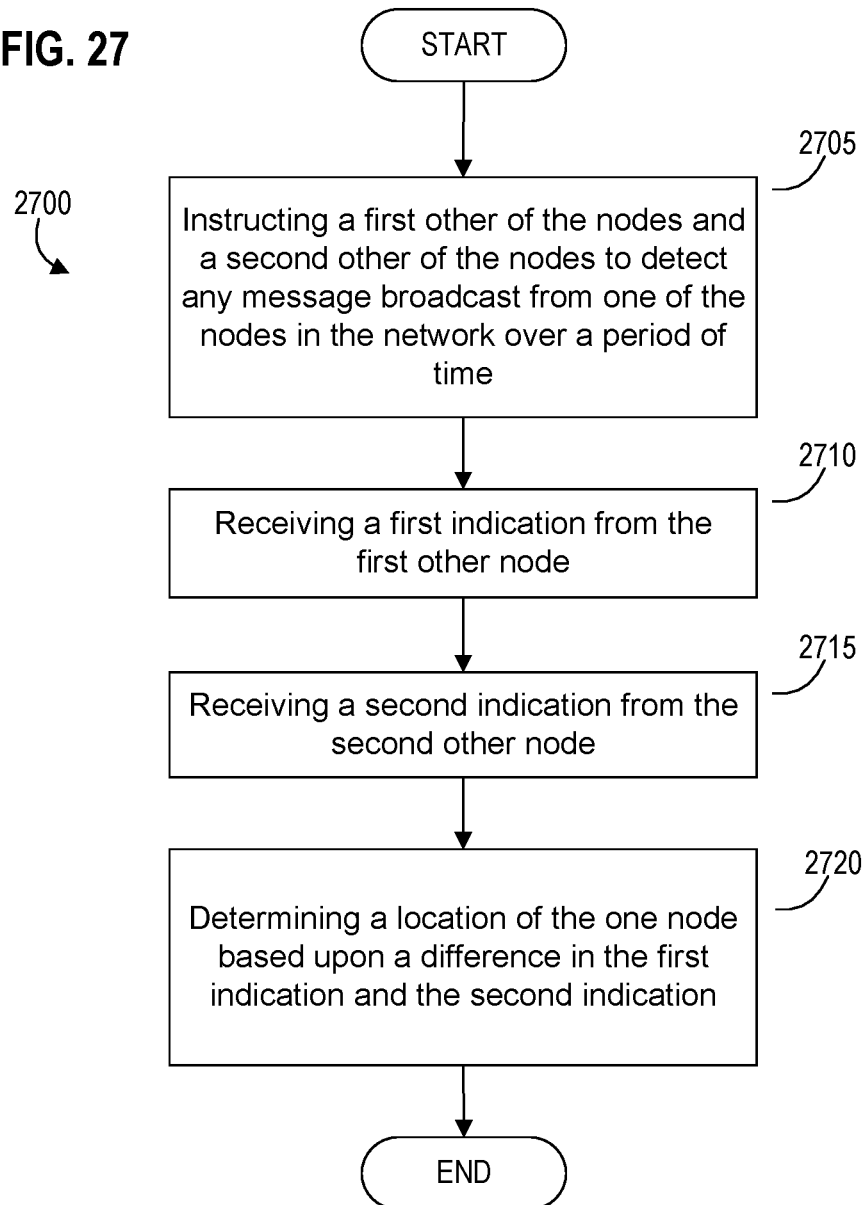 FIG. 27
START
2700
2705
Instructing a first other of the nodes and
a second other of the nodes to detect
any message broadcast from one of the
nodes in the network over a period of
time
2710
Receiving a first indication from the
first other node
2715
Receiving a second indication from the
second other node
2720
Determining a location of the one node
based upon a difference in the first
indication and the second indication
END